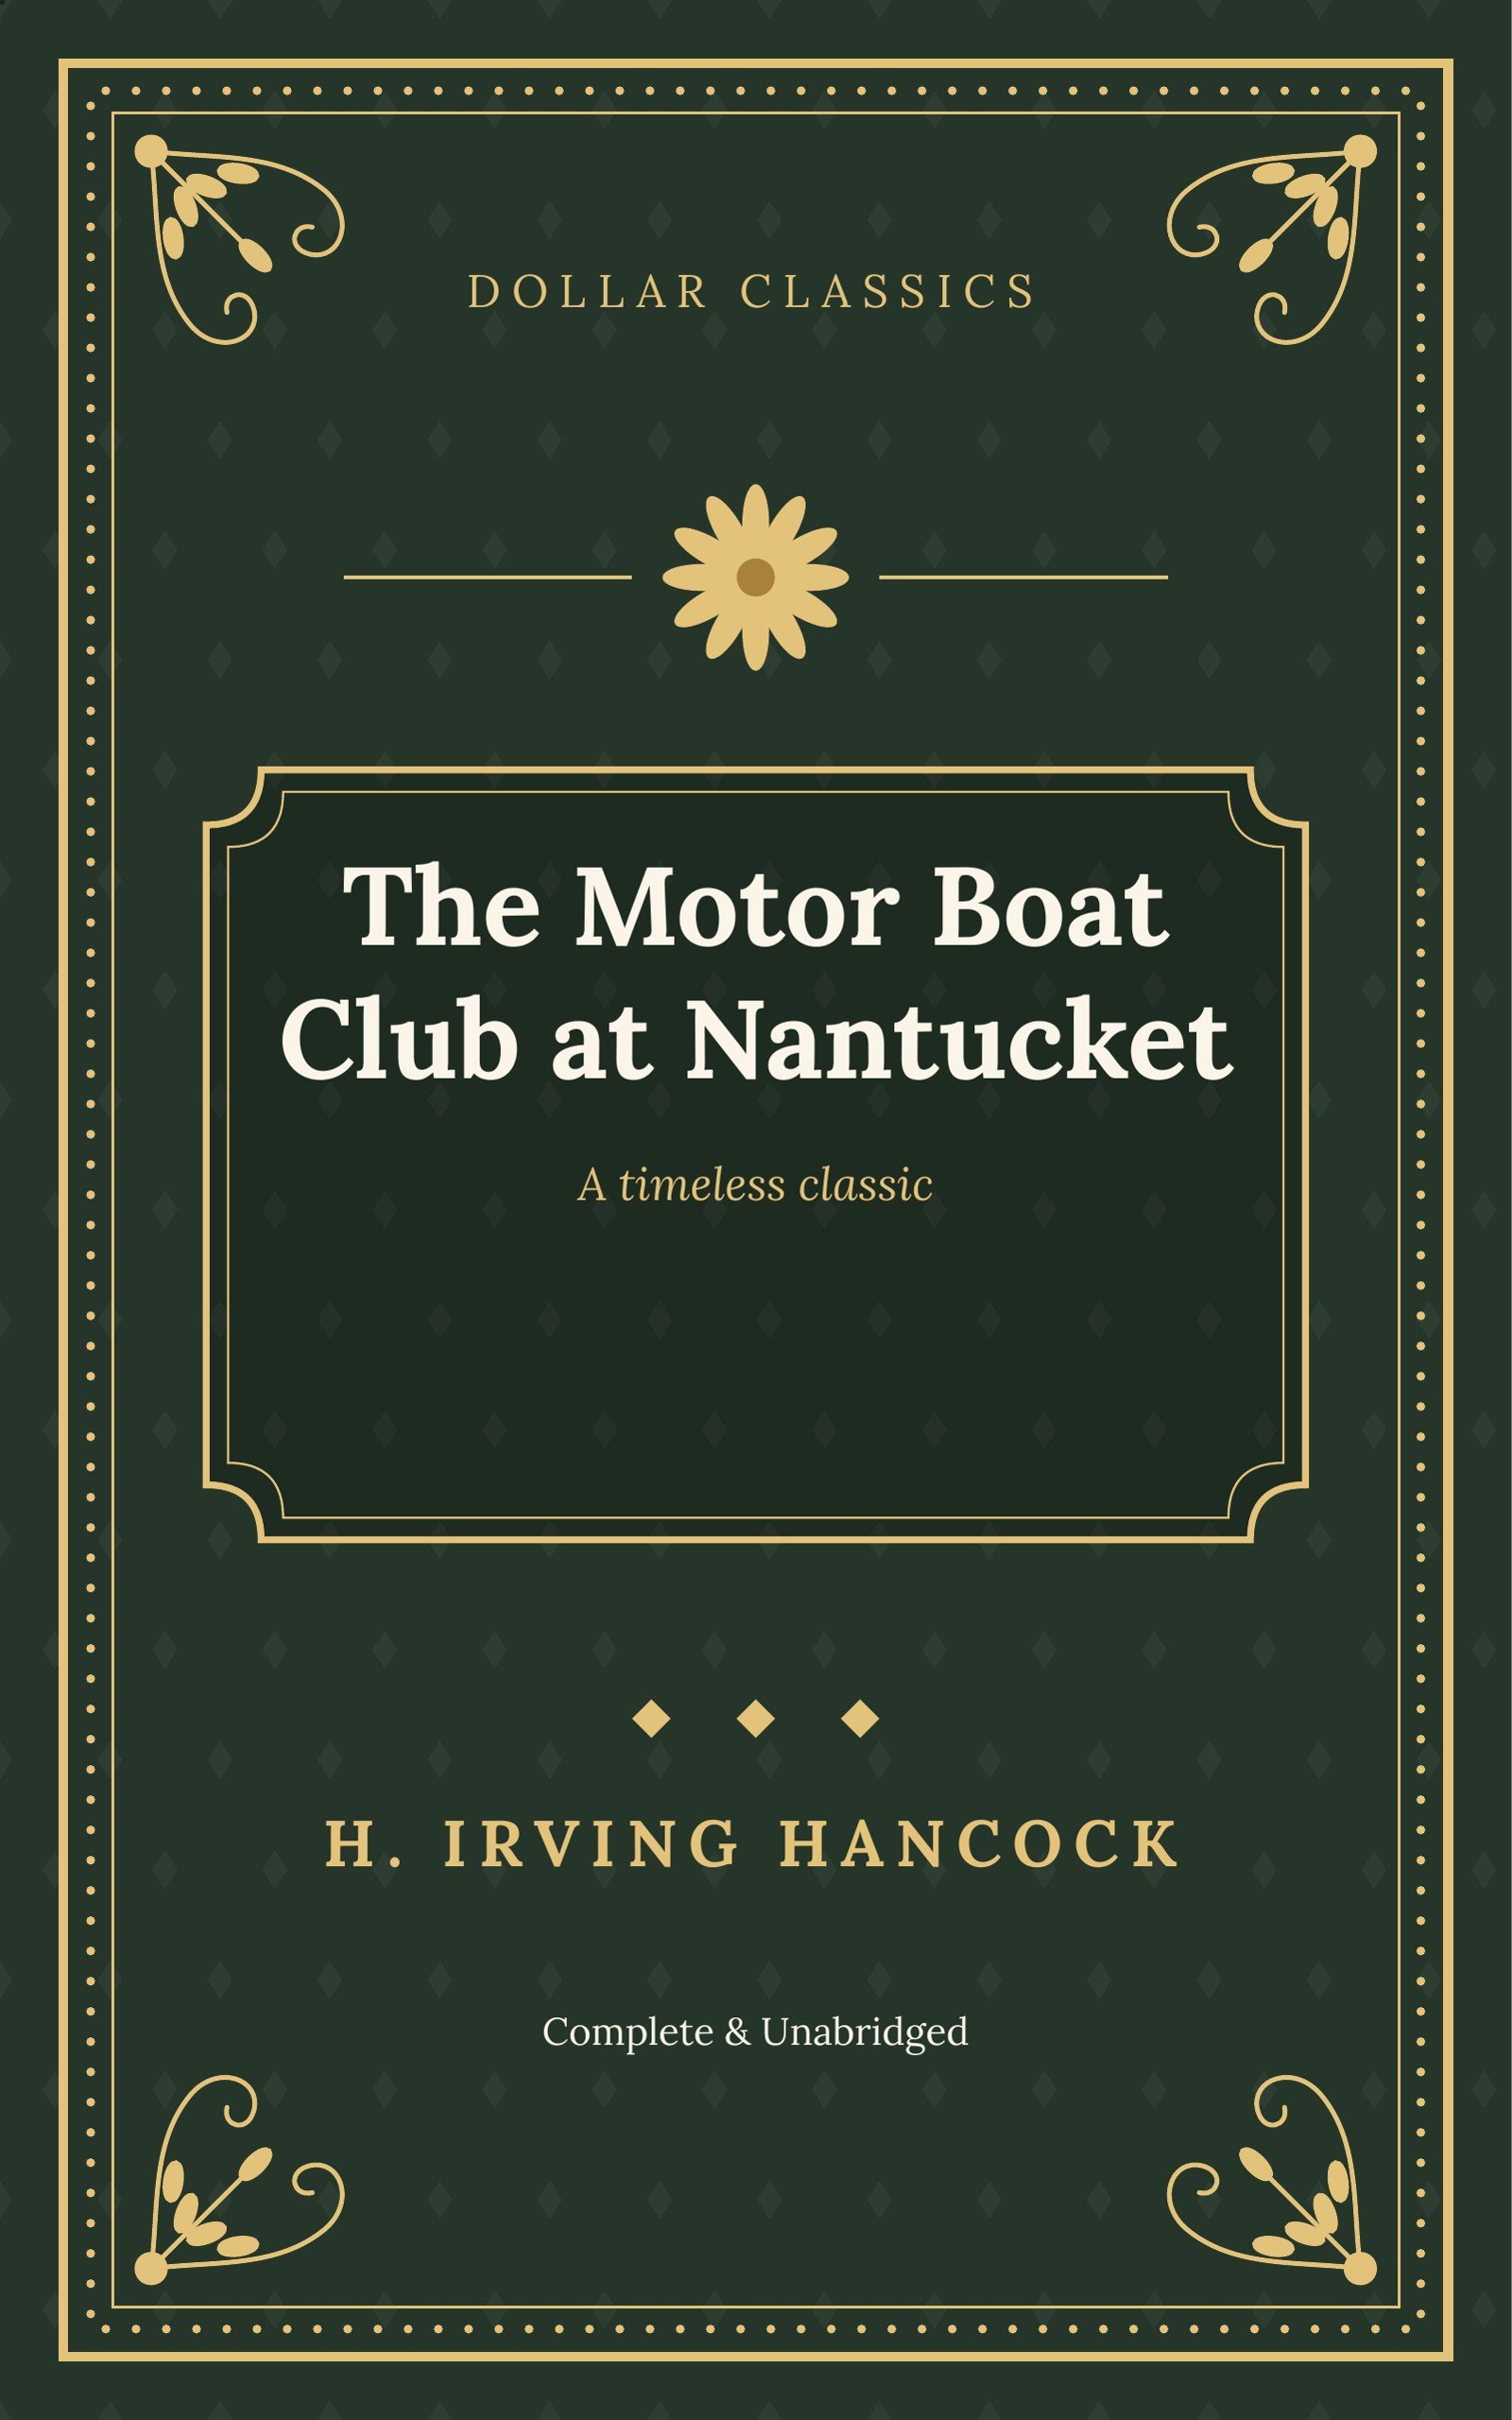 DOLLAR CLASSICS
The Motor Boat
Club at Nantucket
A timeless classic
H. IRVING HANCOCK
Complete & Unabridged